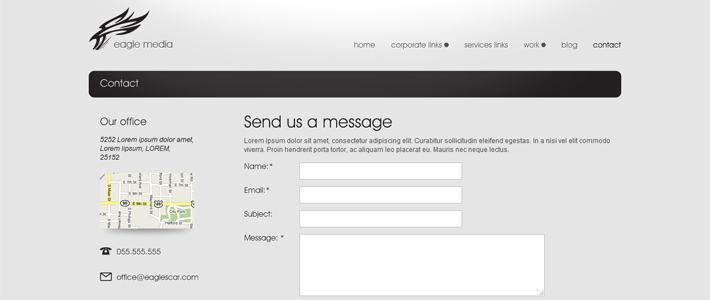 eagle media
home corporate links services links work blog contact
Contact
Our office
5252 Lorem ipsum dolor amet,
Lorem lipsum, LOREM,
25152
055.555.555
office@eaglescar.com
Send us a message
Lorem ipsum dolor sit amet, consectetur adipiscing elit. Curabitur sollicitudin eleifend egestas. In a nisi vel elit commodo
viverra. Proin hendrerit porta tortor, ac aliquam leo placerat eu. Mauris nec neque lectus.
Name:*
Email:*
Subject:
Message: *